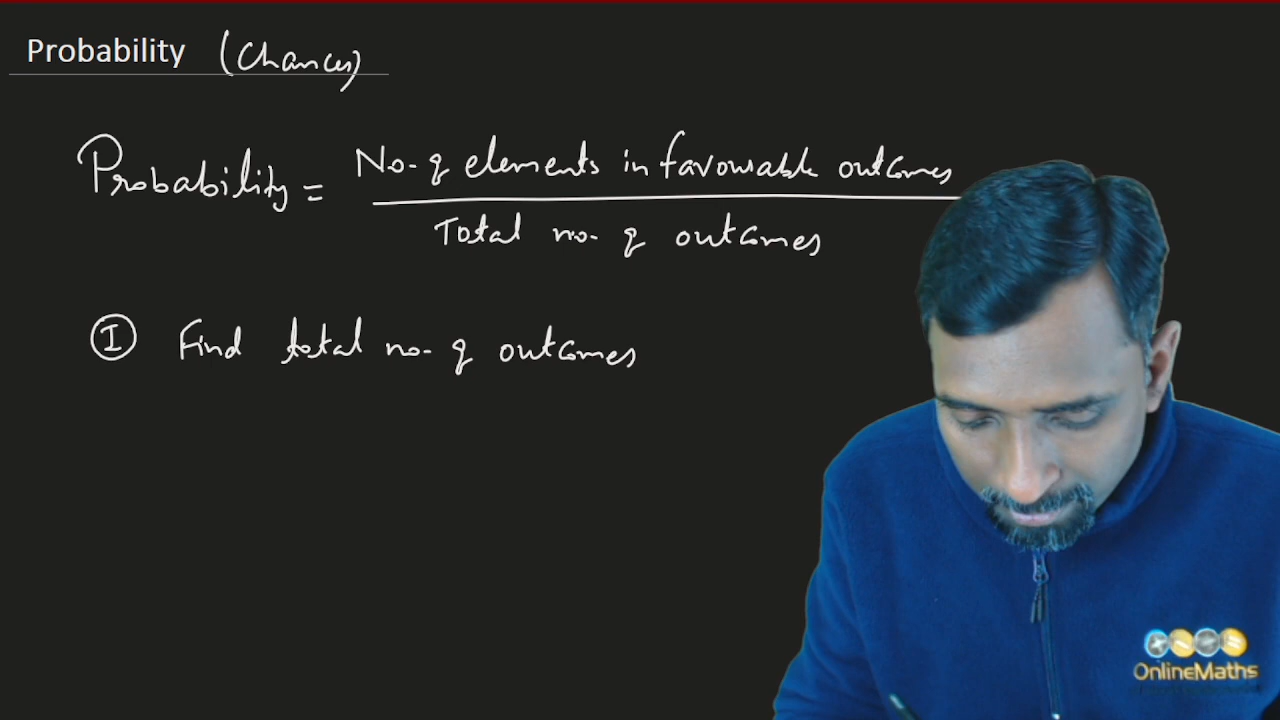 Probability (Chances)
Probability = No. of elements in favourable outcomes
Total no. of outcomes
I Find total no. of outcomes
OnlineMaths